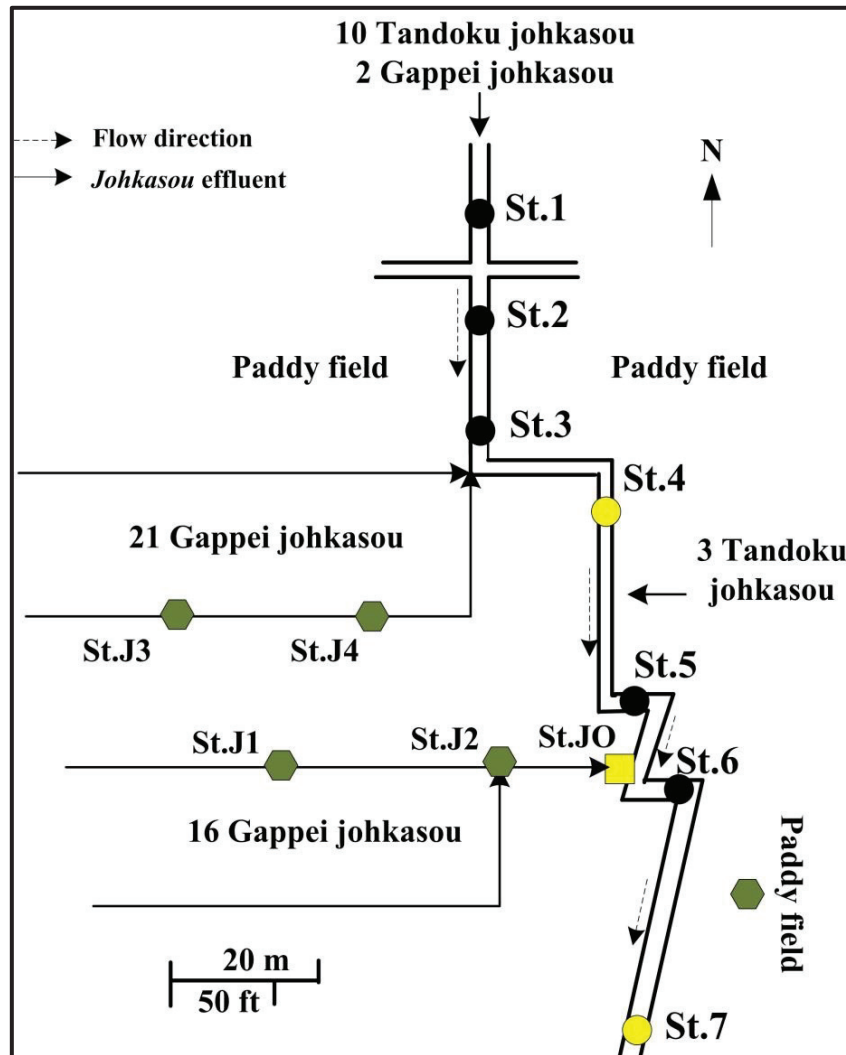 10 Tandoku johkasou
2 Gappei johkasou
Flow direction
Johkasou effluent
N
St.1
St.2
Paddy field
Paddy field
St.3
St.4
21 Gappei johkasou
3 Tandoku
johkasou
St.J3
St.J4
St.5
St.J1
St.J2
St.JO
St.6
16 Gappei johkasou
Paddy field
20 m
50 ft
St.7